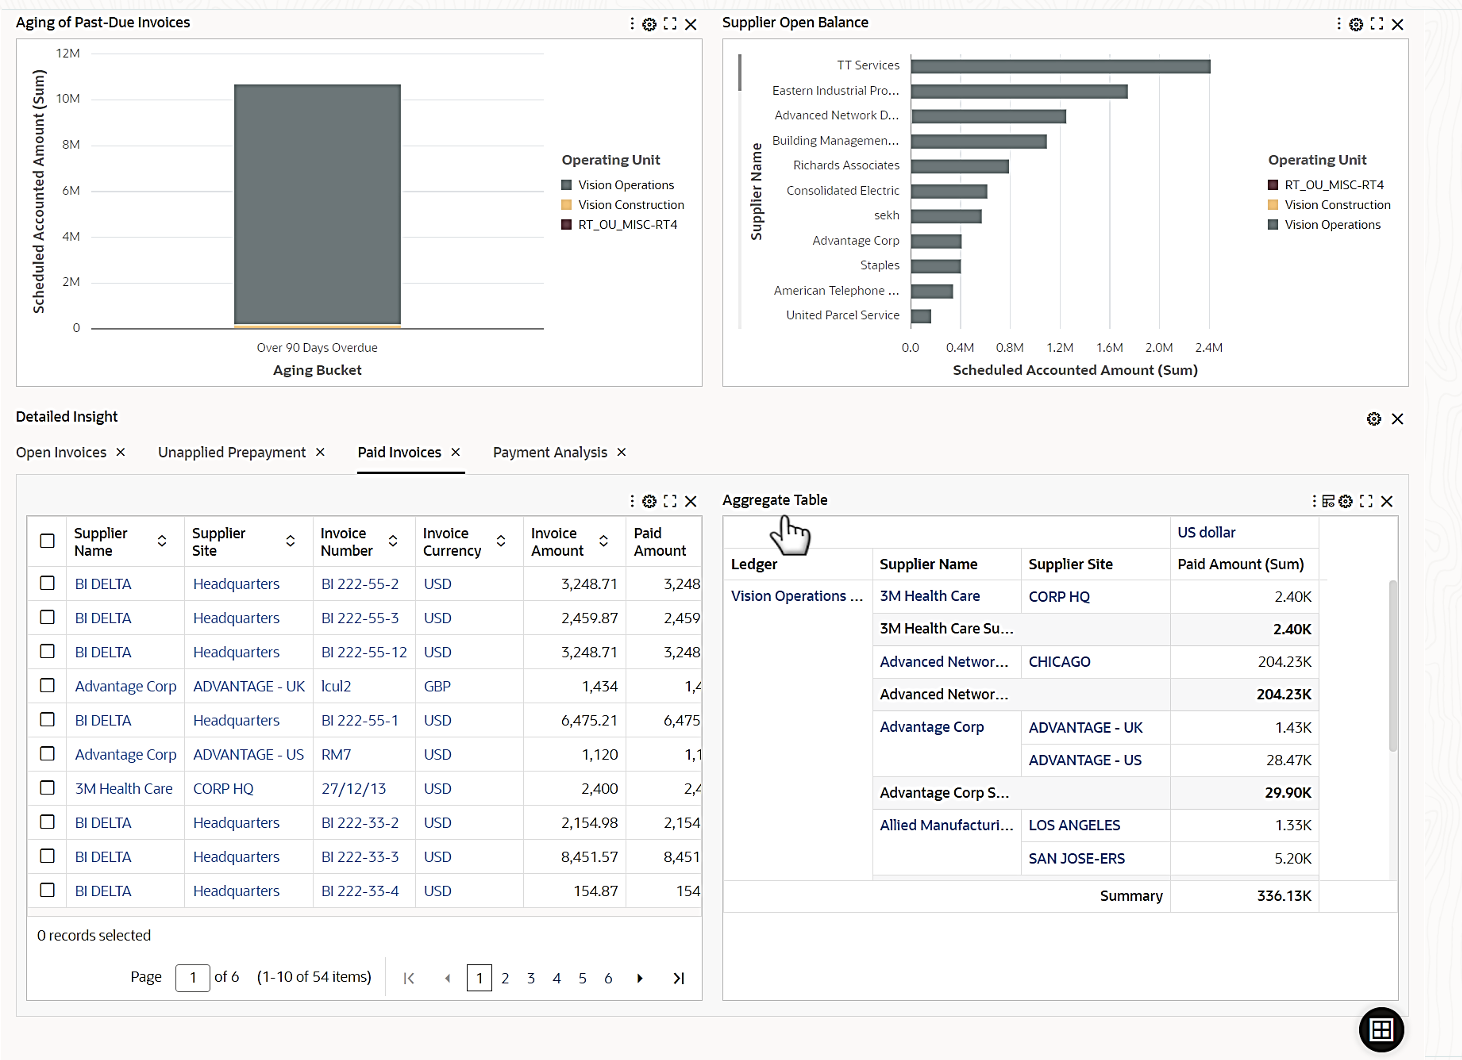 Aging of Past-Due Invoices
Scheduled Accounted Amount (Sum)
12M
10M
8M
6M
4M
2M
0
Over 90 Days Overdue
Aging Bucket
Operating Unit
Vision Operations
Vision Construction
RT_OU_MISC-RT4
Supplier Open Balance
Supplier Name
TT Services
Eastern Industrial Pro...
Advanced Network D...
Building Managemen...
Richards Associates
Consolidated Electric
sekh
Advantage Corp
Staples
American Telephone ...
United Parcel Service
0.0 0.4M 0.8M 1.2M 1.6M 2.0M 2.4M
Scheduled Accounted Amount (Sum)
Operating Unit
RT_OU_MISC-RT4
Vision Construction
Vision Operations
Detailed Insight
Open Invoices Unapplied Prepayment Paid Invoices Payment Analysis
Supplier Name Supplier Site Invoice Number Invoice Currency Invoice Amount Paid Amount
BI DELTA Headquarters BI 222-55-2 USD 3,248.71 3,248
BI DELTA Headquarters BI 222-55-3 USD 2,459.87 2,459
BI DELTA Headquarters BI 222-55-12 USD 3,248.71 3,248
Advantage Corp ADVANTAGE - UK lcul2 GBP 1,434 1,4
BI DELTA Headquarters BI 222-55-1 USD 6,475.21 6,475
Advantage Corp ADVANTAGE - US RM7 USD 1,120 1,1
3M Health Care CORP HQ 27/12/13 USD 2,400 2,4
BI DELTA Headquarters BI 222-33-2 USD 2,154.98 2,154
BI DELTA Headquarters BI 222-33-3 USD 8,451.57 8,451
BI DELTA Headquarters BI 222-33-4 USD 154.87 154
0 records selected
Page 1 of 6 (1-10 of 54 items) 1 2 3 4 5 6
Aggregate Table
US dollar
Ledger Supplier Name Supplier Site Paid Amount (Sum)
Vision Operations ... 3M Health Care CORP HQ 2.40K
3M Health Care Su... 2.40K
Advanced Networ... CHICAGO 204.23K
Advanced Networ... 204.23K
Advantage Corp ADVANTAGE - UK 1.43K
ADVANTAGE - US 28.47K
Advantage Corp S... 29.90K
Allied Manufacturi... LOS ANGELES 1.33K
SAN JOSE-ERS 5.20K
Summary 336.13K